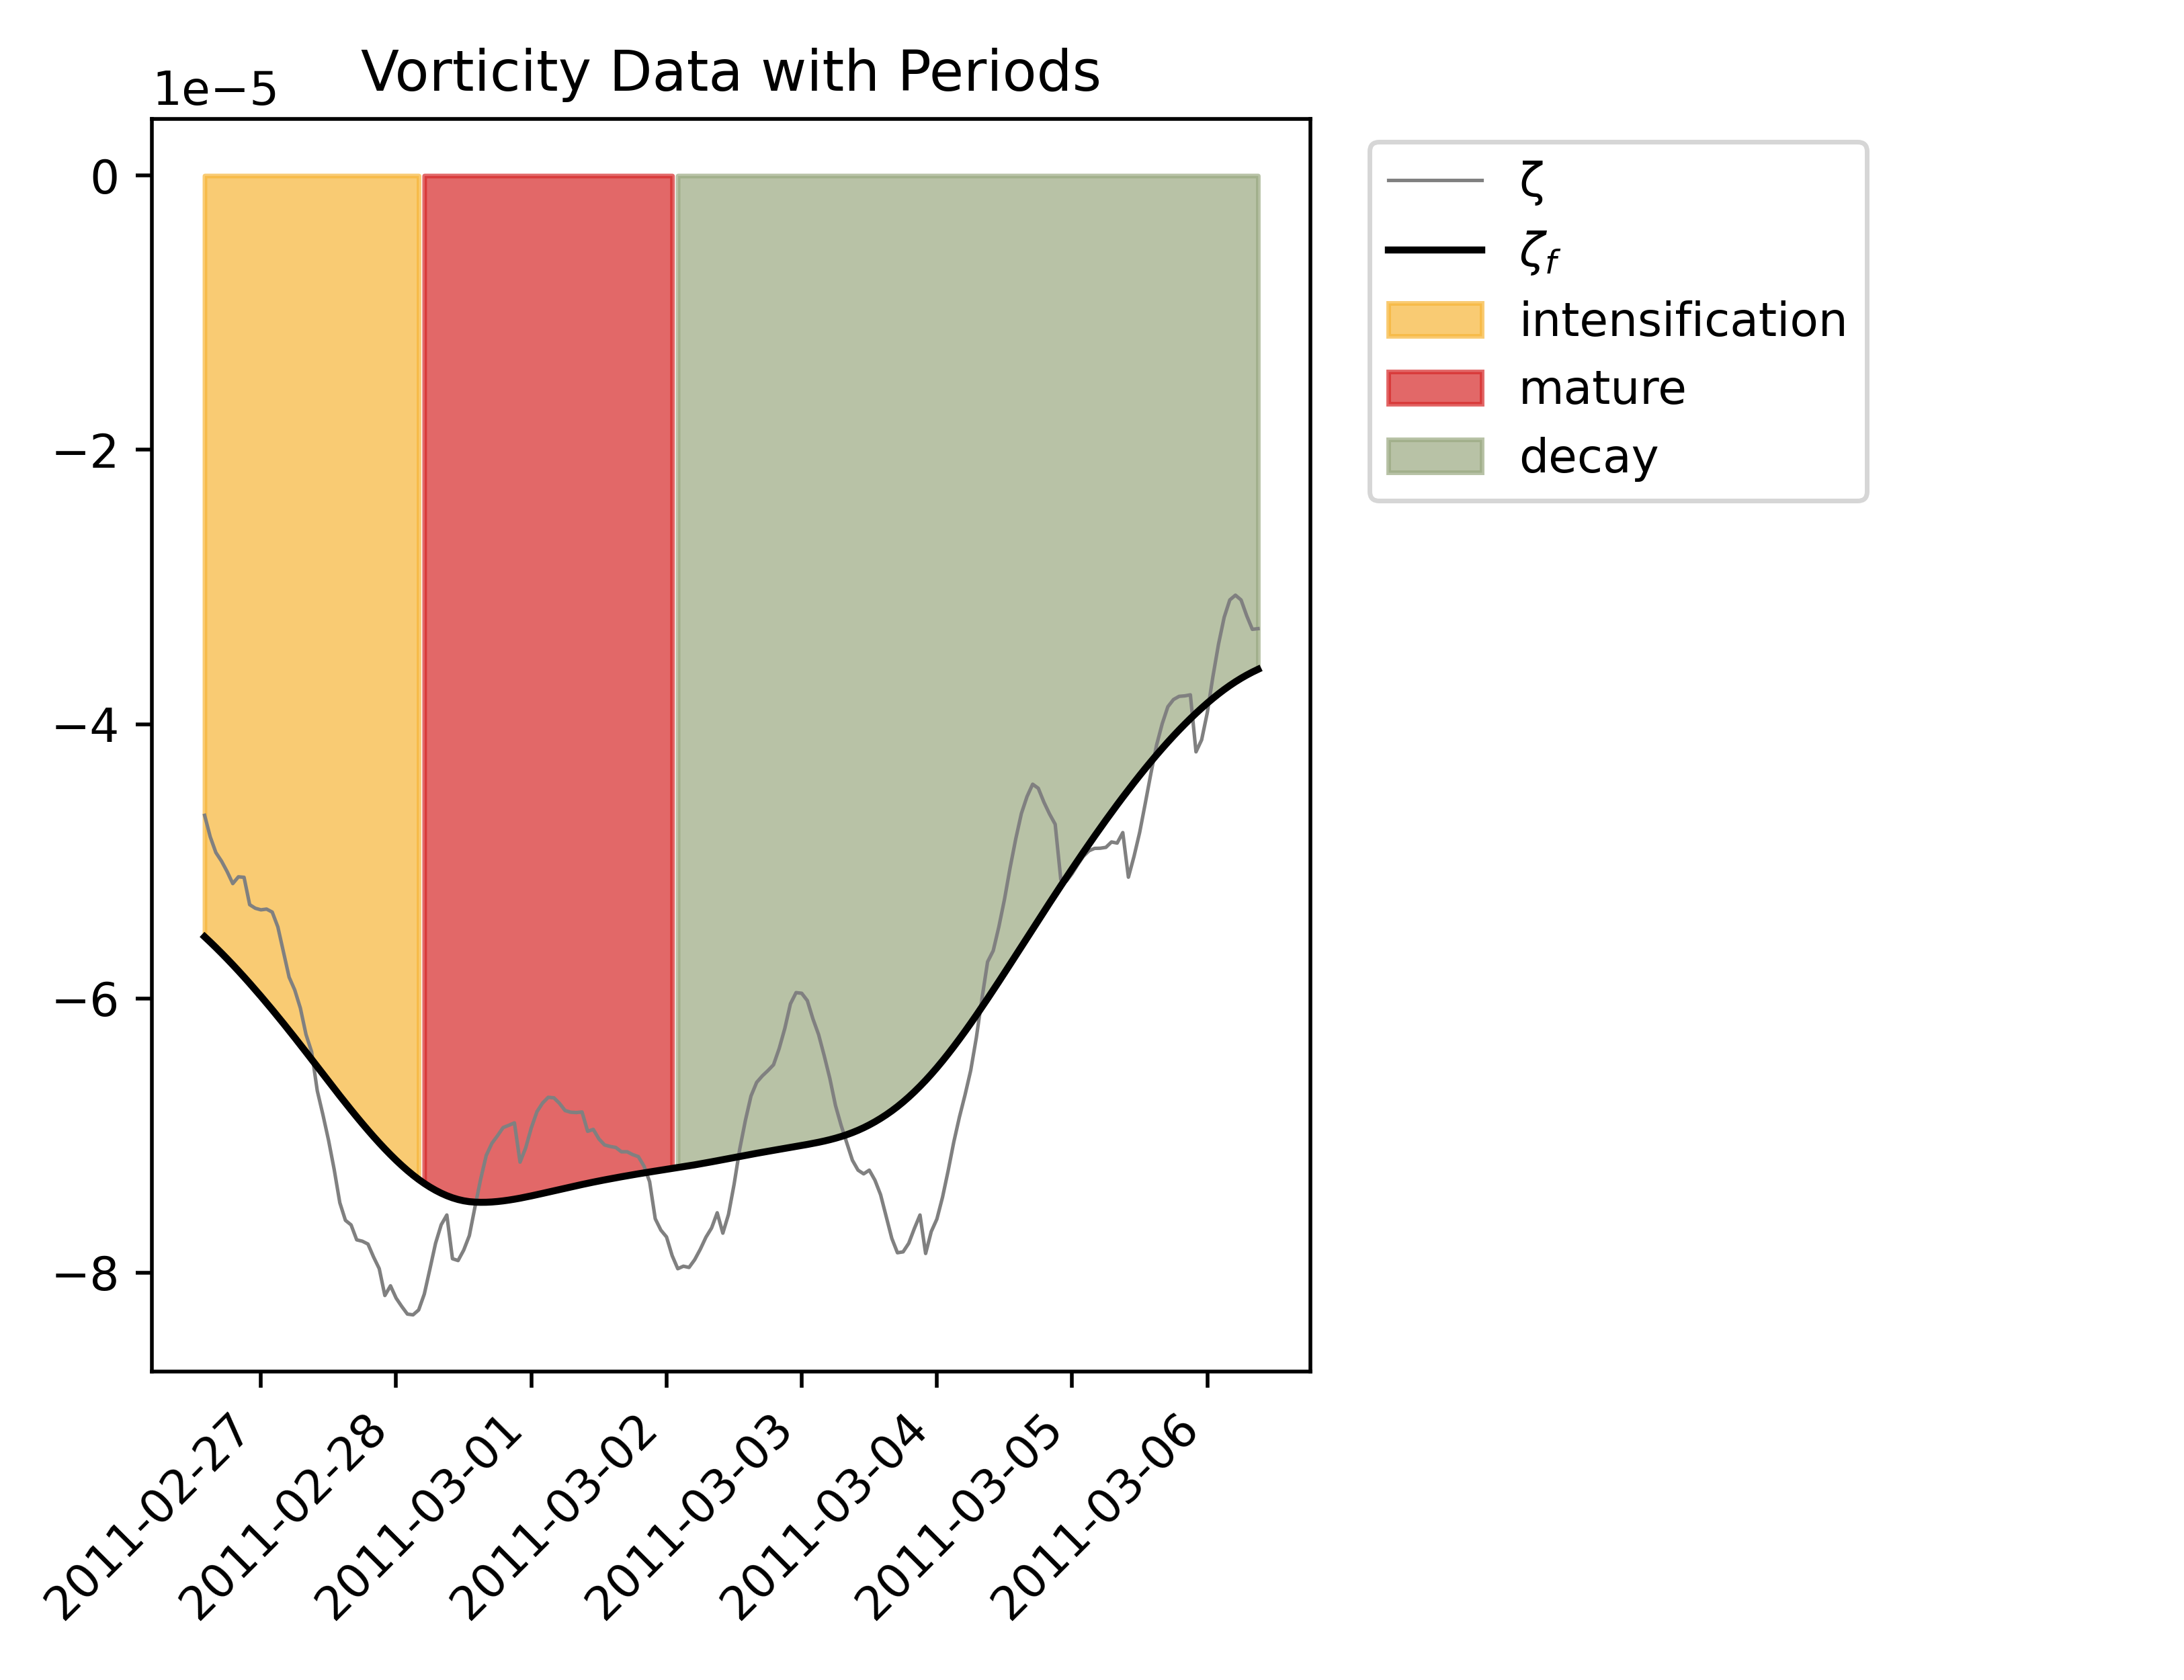 Vorticity Data with Periods
1e−5
0
−2
−4
−6
−8
2011-02-27
2011-02-28
2011-03-01
2011-03-02
2011-03-03
2011-03-04
2011-03-05
2011-03-06
ζ
ζf
intensification
mature
decay